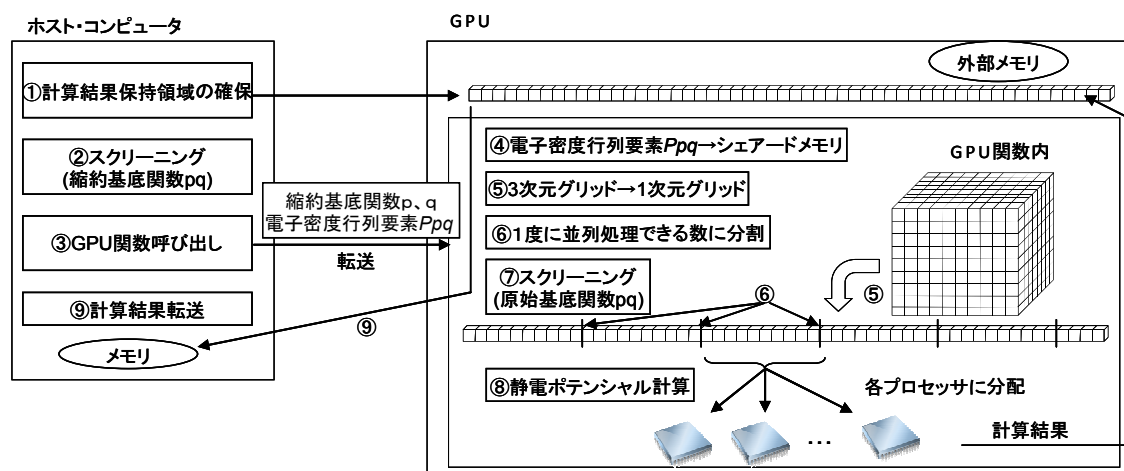 ホスト・コンピュータ
①計算結果保持領域の確保
②スクリーニング
(縮約基底関数pq)
③GPU関数呼び出し
⑨計算結果転送
メモリ
縮約基底関数p、q
電子密度行列要素Ppq
転送
⑨
GPU
外部メモリ
④電子密度行列要素Ppq→シェアードメモリ
⑤3次元グリッド→1次元グリッド
⑥1度に並列処理できる数に分割
⑦スクリーニング
(原始基底関数pq)
GPU関数内
⑤
⑥
⑧静電ポテンシャル計算
各プロセッサに分配
…
計算結果